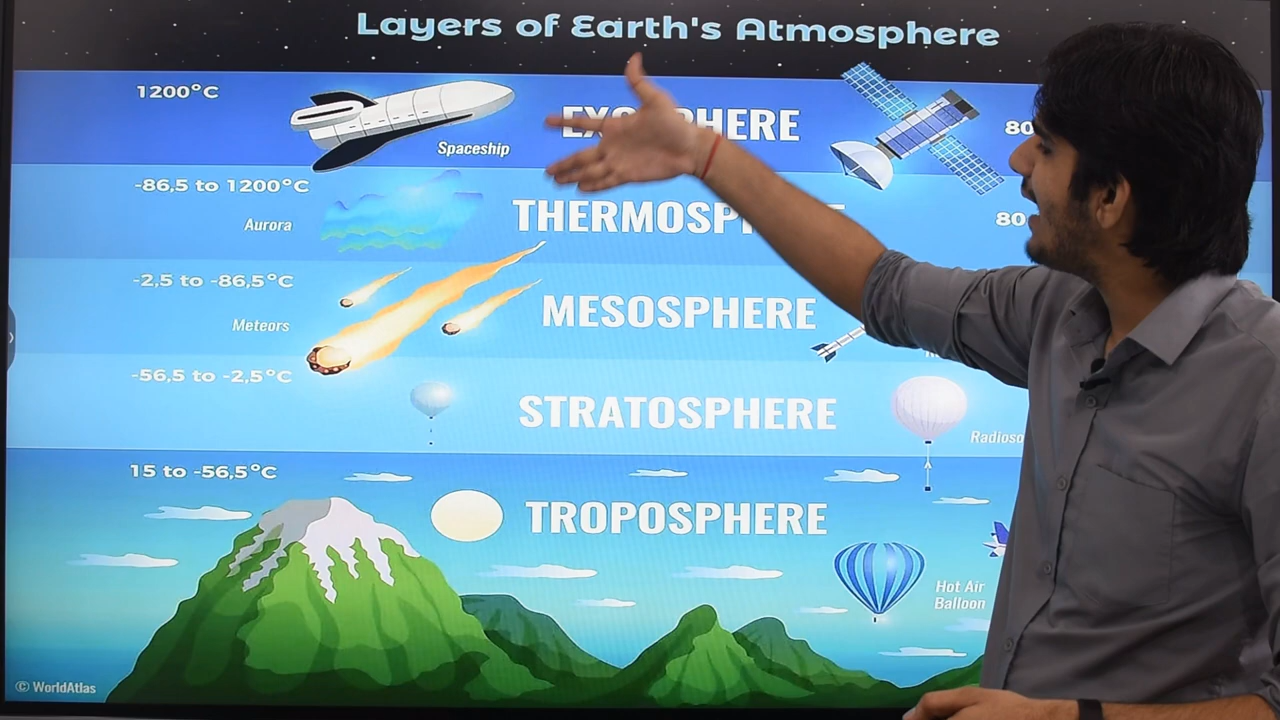 Layers of Earth's Atmosphere
1200°C
Spaceship
-86,5 to 1200°C
Aurora
-2,5 to -86,5°C
MESOSPHERE
Meteors
-56,5 to -2,5°C
STRATOSPHERE
15 to -56,5°C
TROPOSPHERE
Hot Air
Balloon
© WorldAtlas